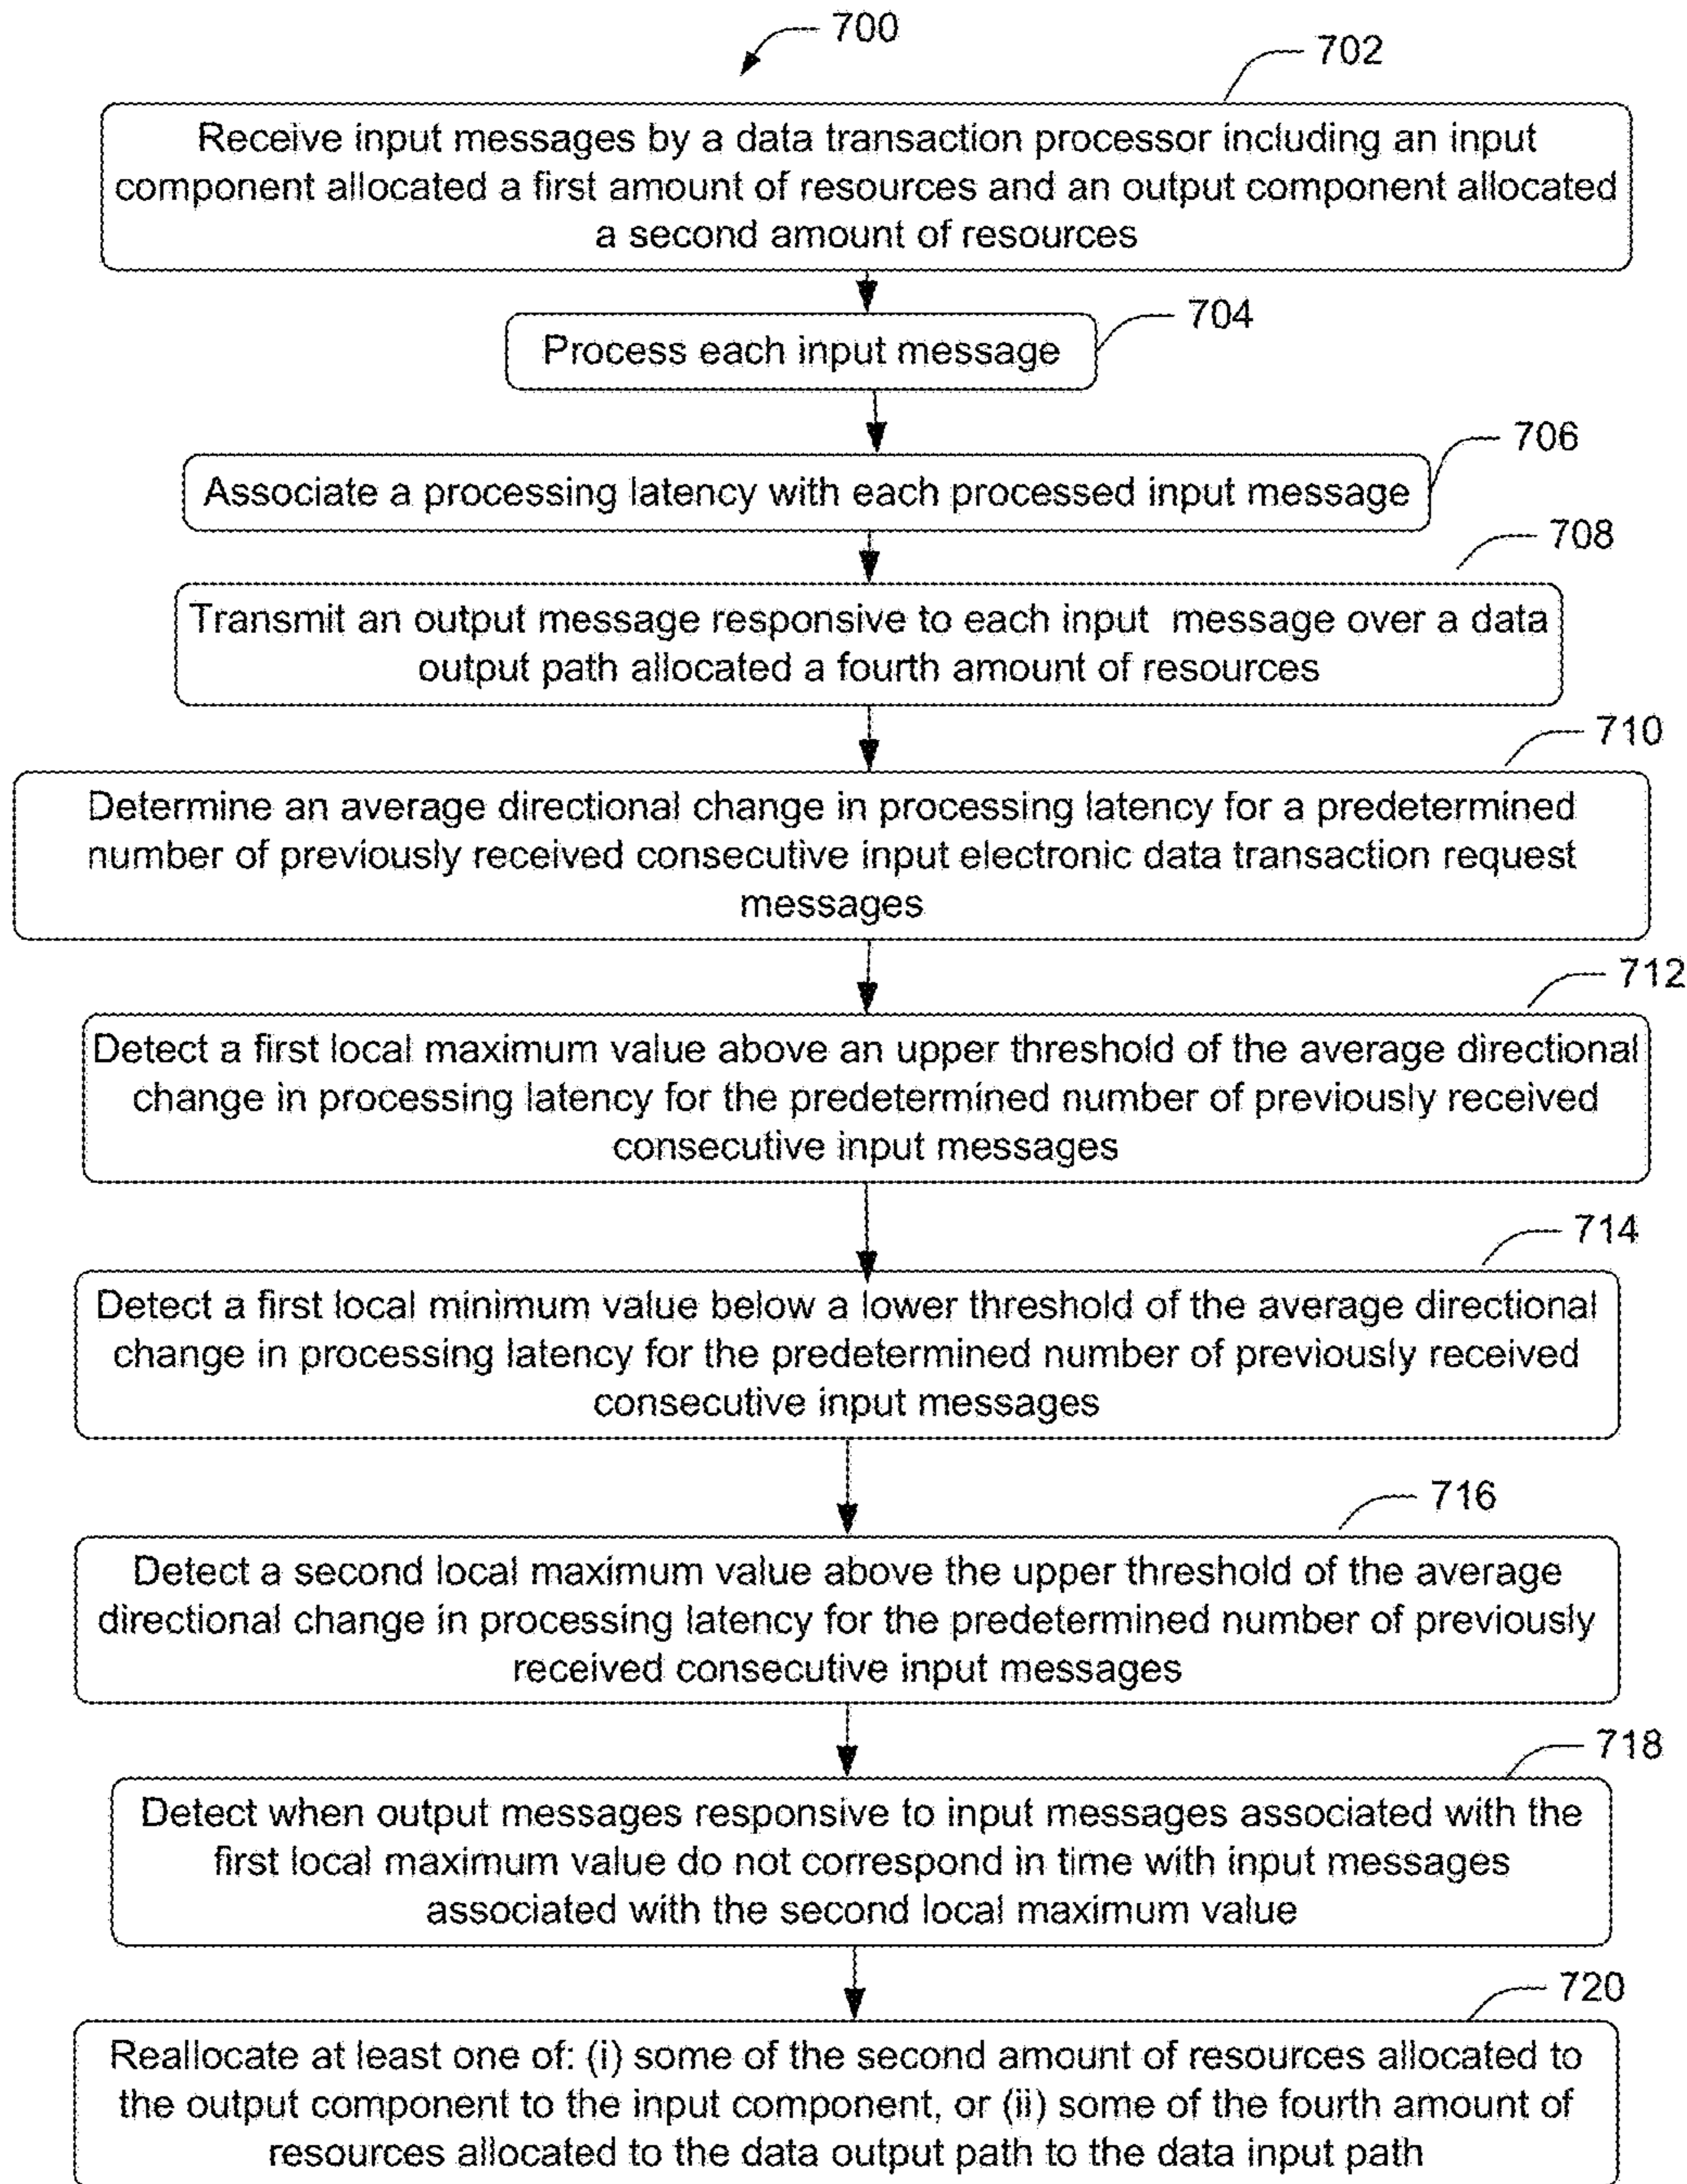 700
702
Receive input messages by a data transaction processor including an input
component allocated a first amount of resources and an output component allocated
a second amount of resources
704
Process each input message
706
Associate a processing latency with each processed input message
708
Transmit an output message responsive to each input message over a data
output path allocated a fourth amount of resources
710
Determine an average directional change in processing latency for a predetermined
number of previously received consecutive input electronic data transaction request
messages
712
Detect a first local maximum value above an upper threshold of the average directional
change in processing latency for the predetermined number of previously received
consecutive input messages
714
Detect a first local minimum value below a lower threshold of the average directional
change in processing latency for the predetermined number of previously received
consecutive input messages
716
Detect a second local maximum value above the upper threshold of the average
directional change in processing latency for the predetermined number of previously
received consecutive input messages
718
Detect when output messages responsive to input messages associated with the
first local maximum value do not correspond in time with input messages
associated with the second local maximum value
720
Reallocate at least one of: (i) some of the second amount of resources allocated to
the output component to the input component, or (ii) some of the fourth amount of
resources allocated to the data output path to the data input path